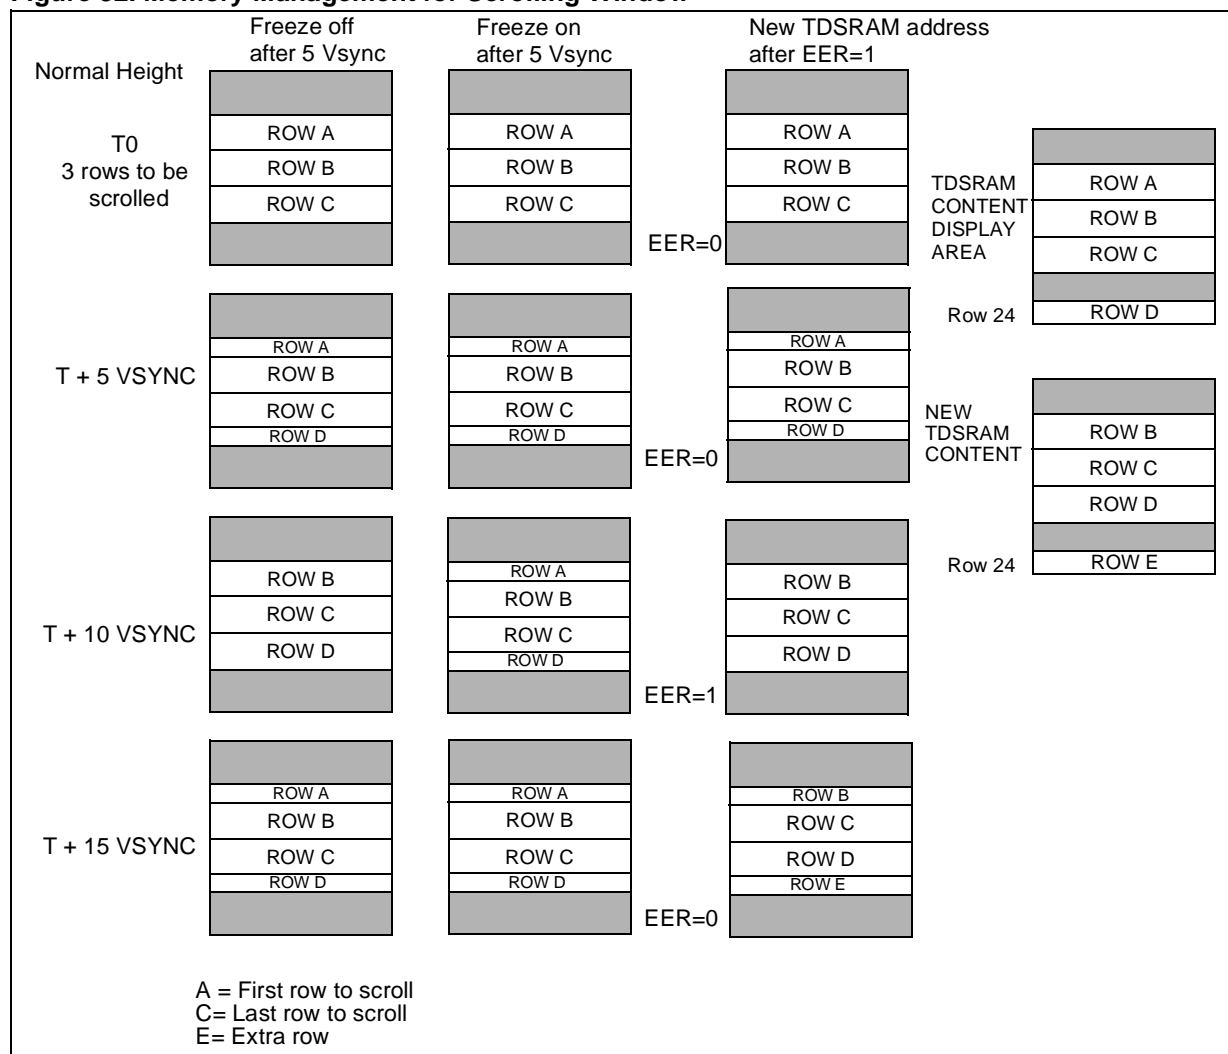 Freeze off
after 5 Vsync
Freeze on
after 5 Vsync
New TDSRAM address
after EER=1
Normal Height
T0
3 rows to be
scrolled
ROW A
ROW B
ROW C
ROW A
ROW B
ROW C
EER=0
ROW A
ROW B
ROW C
TDSRAM
CONTENT
DISPLAY
AREA
ROW A
ROW B
ROW C
Row 24
ROW D
T + 5 VSYNC
ROW A
ROW B
ROW C
ROW D
ROW A
ROW B
ROW C
ROW D
EER=0
ROW A
ROW B
ROW C
ROW D
NEW
TDSRAM
CONTENT
ROW B
ROW C
ROW D
Row 24
ROW E
T + 10 VSYNC
ROW B
ROW C
ROW D
ROW A
ROW B
ROW C
ROW D
EER=1
ROW B
ROW C
ROW D
T + 15 VSYNC
ROW A
ROW B
ROW C
ROW D
ROW A
ROW B
ROW C
ROW D
EER=0
ROW B
ROW C
ROW D
ROW E
A = First row to scroll
C= Last row to scroll
E= Extra row